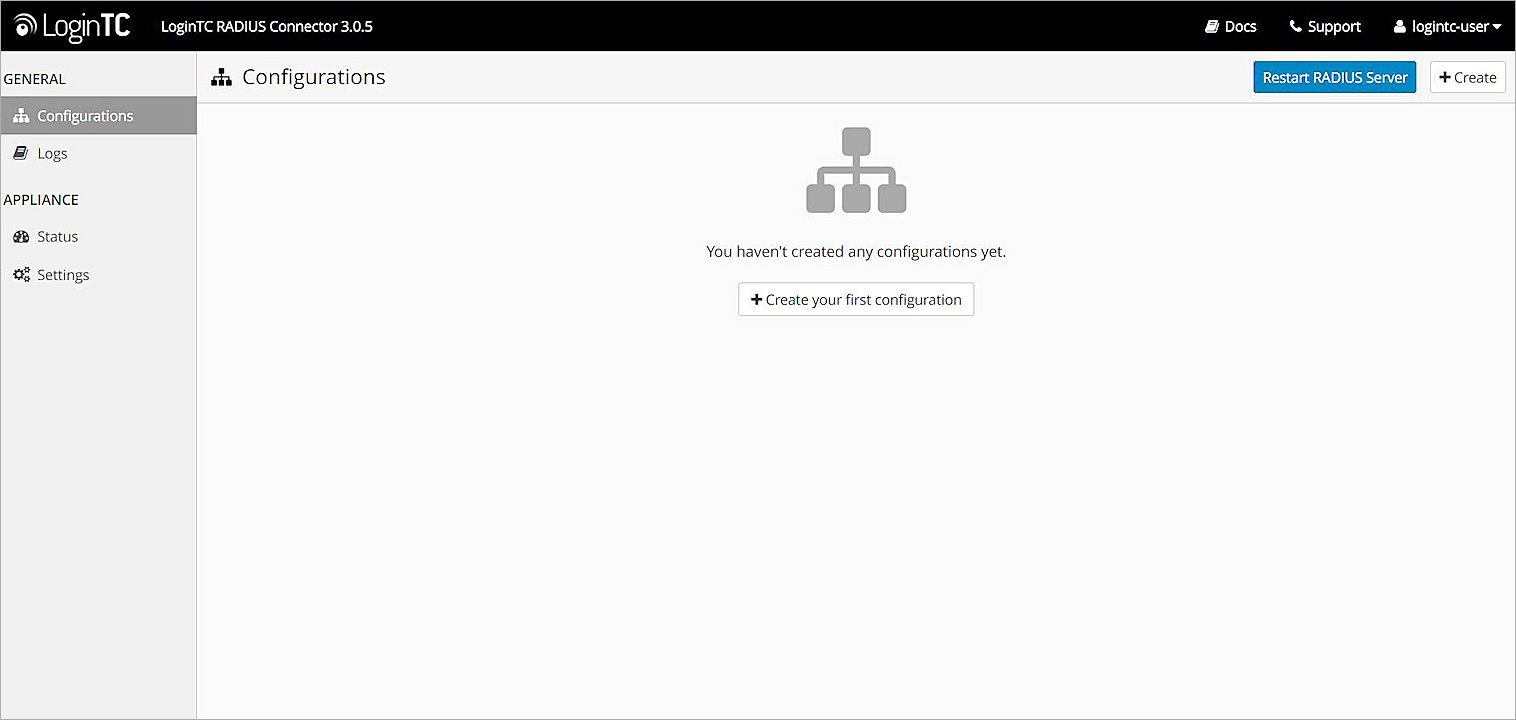 LoginTC LoginTC RADIUS Connector 3.0.5 Docs Support logintc-user
GENERAL
Configurations
Logs
APPLIANCE
Status
Settings
Configurations Restart RADIUS Server Create
You haven't created any configurations yet.
Create your first configuration